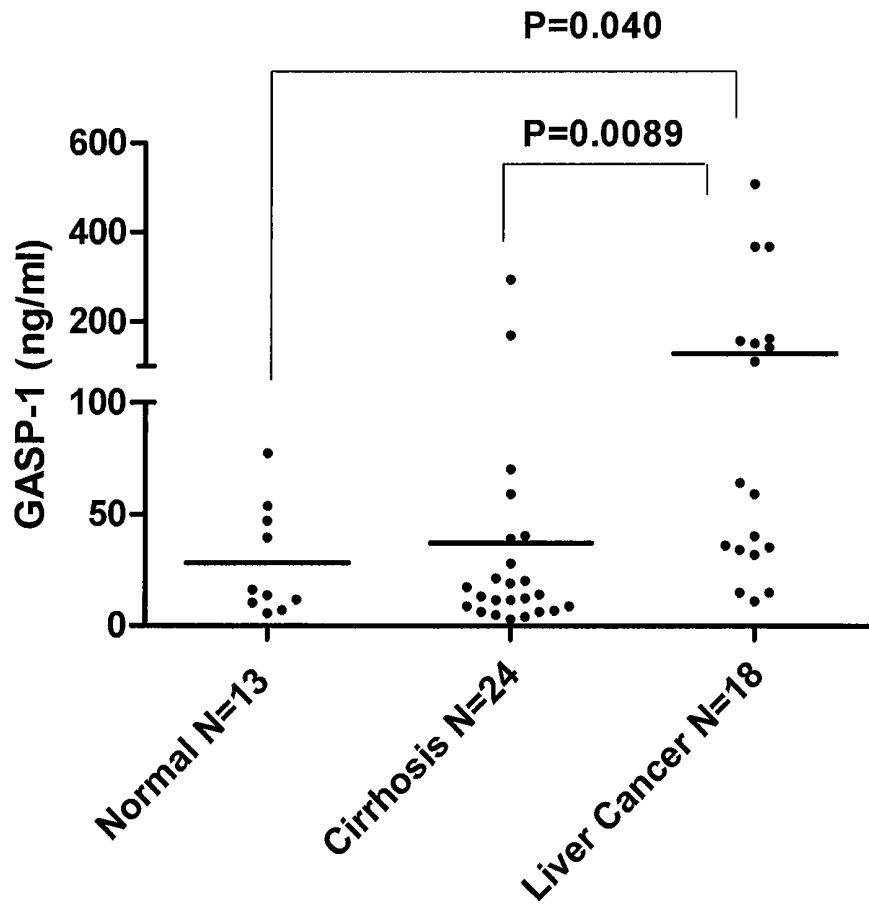 P=0.040
P=0.0089
600
400
200
100
50
0
GASP-1 (ng/ml)
Normal N=13
Cirrhosis N=24
Liver Cancer N=18